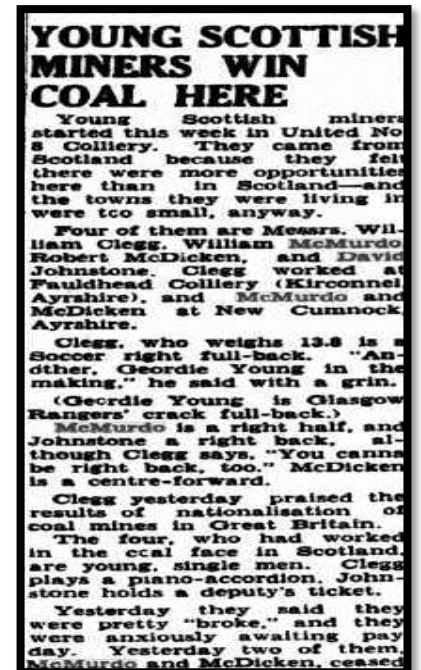 YOUNG SCOTTISH
MINERS WIN
COAL HERE
Young Scottish miners
started this week in United No
8 Colliery. They came from
Scotland because they felt
there were more opportunities
here than in Scotland—and
the towns they were living in
were tco small, anyway.
Four of them are Messrs. Wil-
liam Clegg, William McMurdo
Robert McDicken, and David
Johnstone. Clegg worked at
Fauldhead Colliery (Kirconnel
Ayrshire), and McMurdo and
McDicken at New Cumnock,
Ayrshire.
Clegg, who weighs 13.8 is a
Soccer right full-back. "An-
other, Geordie Young in the
making," he said with a grin.
(Geordie Young is Glasgow
Rangers' crack full-back.)
McMurdo is a right half, and
Johnstone a right back, al-
though Clegg says, "You canna
be right back, too." McDicken
is a centre-forward.
Clegg yesterday praised the
results of nationalisation of
coal mines in Great Britain.
The four, who had worked
in the ccal face in Scotland,
are young, single men. Clegg
plays a piano-accordion, John-
stone holds a deputy's ticket.
Yesterday they said they
were pretty "broke," and they
were anxiously awaiting pay
day. Yesterday two of them,
McMurdo and McDicken, ceased